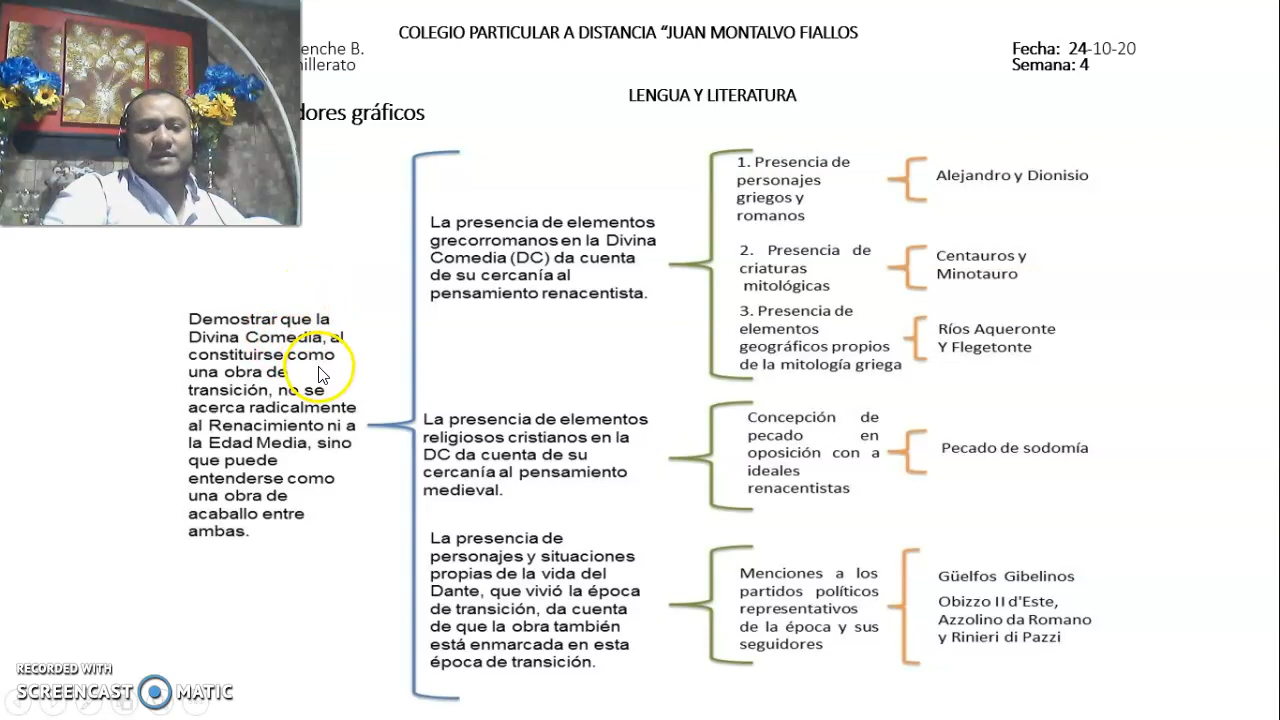 COLEGIO PARTICULAR A DISTANCIA “JUAN MONTALVO FIALLOS
enche B.
illerato
Fecha: 24-10-20
Semana: 4
LENGUA Y LITERATURA
dores gráficos
Demostrar que la
Divina Comedia, al
constituirse como
una obra de
transición, no se
acerca radicalmente
al Renacimiento ni a
la Edad Media, sino
que puede
entenderse como
una obra de
acaballo entre
ambas.
La presencia de elementos
grecorromanos en la Divina
Comedia (DC) da cuenta
de su cercanía al
pensamiento renacentista.
1. Presencia de
personajes
griegos y
romanos
Alejandro y Dionisio
2. Presencia de
criaturas
mitológicas
Centauros y
Minotauro
3. Presencia de
elementos
geográficos propios
de la mitología griega
Ríos Aqueronte
Y Flegetonte
La presencia de elementos
religiosos cristianos en la
DC da cuenta de su
cercanía al pensamiento
medieval.
Concepción de
pecado en
oposición con a
ideales
renacentistas
Pecado de sodomía
La presencia de
personajes y situaciones
propias de la vida del
Dante, que vivió la época
de transición, da cuenta
de que la obra también
está enmarcada en esta
época de transición.
Menciones a los
partidos políticos
representativos
de la época y sus
seguidores
Güelfos Gibelinos
Obizzo II d'Este,
Azzolino da Romano
y Rinieri di Pazzi
RECORDED WITH
SCREENCAST MATIC